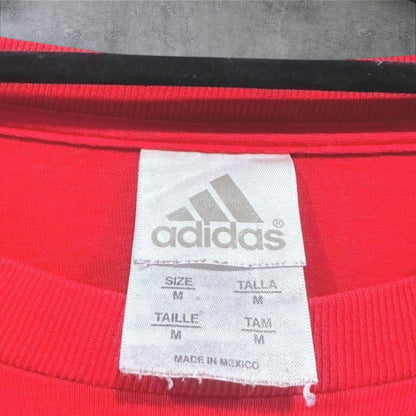 adidas®
SIZE TALLA
M M
TAILLE TAM
M M
MADE IN MEXICO